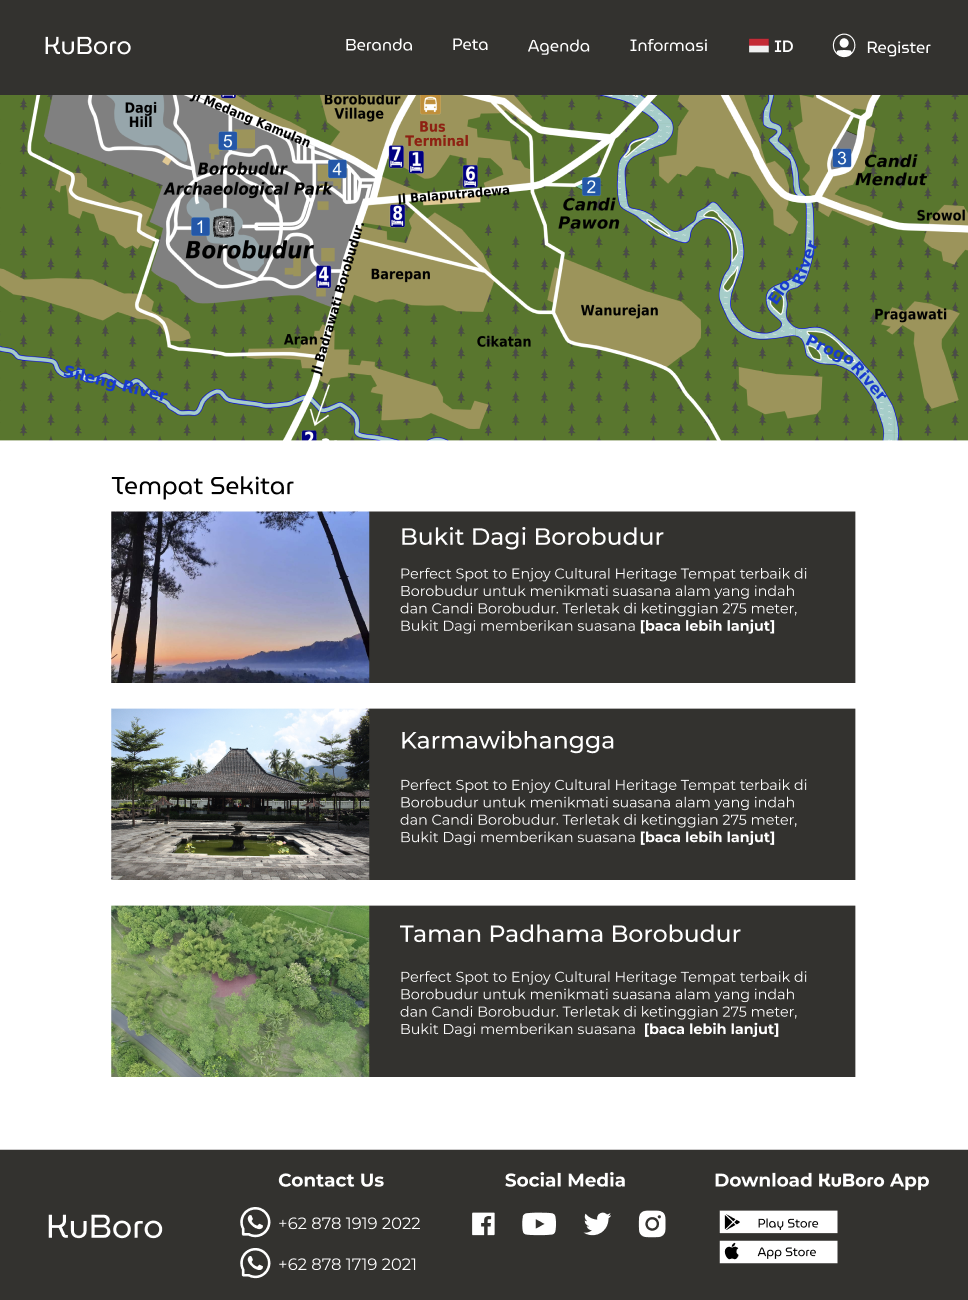 KuBoro
Beranda
Peta
Agenda
Informasi
ID
Register
Dagi
Hill
Jl Medang Kamulan
Borobudur
Village
Bus
Terminal
5
7
1
4
6
Borobudur
Archaeological Park
Jl Balaputradewa
2
Candi
Pawon
3
Candi
Mendut
8
1
Borobudur
Srowol
4
Barepan
Jl Badrawati Borobudur
Elo River
Wanurejan
Pragawati
Aran
Cikatan
Progo River
Sileng River
2
Tempat Sekitar
Bukit Dagi Borobudur
Perfect Spot to Enjoy Cultural Heritage Tempat terbaik di
Borobudur untuk menikmati suasana alam yang indah
dan Candi Borobudur. Terletak di ketinggian 275 meter,
Bukit Dagi memberikan suasana [baca lebih lanjut]
Karmawibhangga
Perfect Spot to Enjoy Cultural Heritage Tempat terbaik di
Borobudur untuk menikmati suasana alam yang indah
dan Candi Borobudur. Terletak di ketinggian 275 meter,
Bukit Dagi memberikan suasana [baca lebih lanjut]
Taman Padhama Borobudur
Perfect Spot to Enjoy Cultural Heritage Tempat terbaik di
Borobudur untuk menikmati suasana alam yang indah
dan Candi Borobudur. Terletak di ketinggian 275 meter,
Bukit Dagi memberikan suasana [baca lebih lanjut]
KuBoro
Contact Us
+62 878 1919 2022
+62 878 1719 2021
Social Media
Download KuBoro App
Play Store
App Store